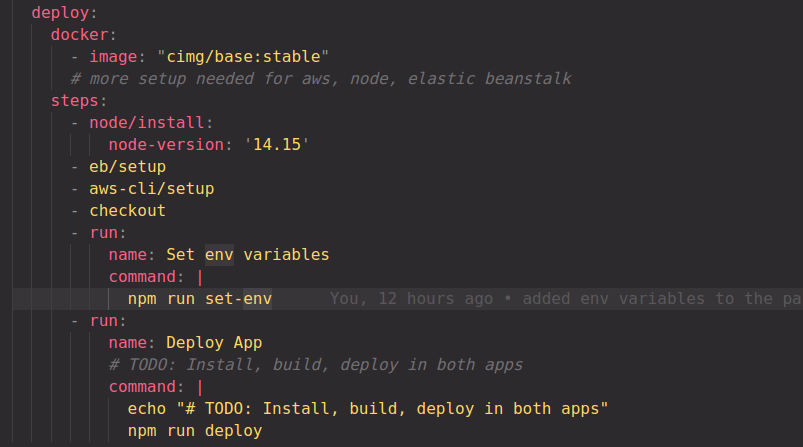 deploy:
docker:
- image: "cimg/base:stable"
# more setup needed for aws, node, elastic beanstalk
steps:
- node/install:
node-version: '14.15'
- eb/setup
- aws-cli/setup
- checkout
- run:
name: Set env variables
command: |
npm run set-env You, 12 hours ago • added env variables to the pa
- run:
name: Deploy App
# TODO: Install, build, deploy in both apps
command: |
echo "# TODO: Install, build, deploy in both apps"
npm run deploy